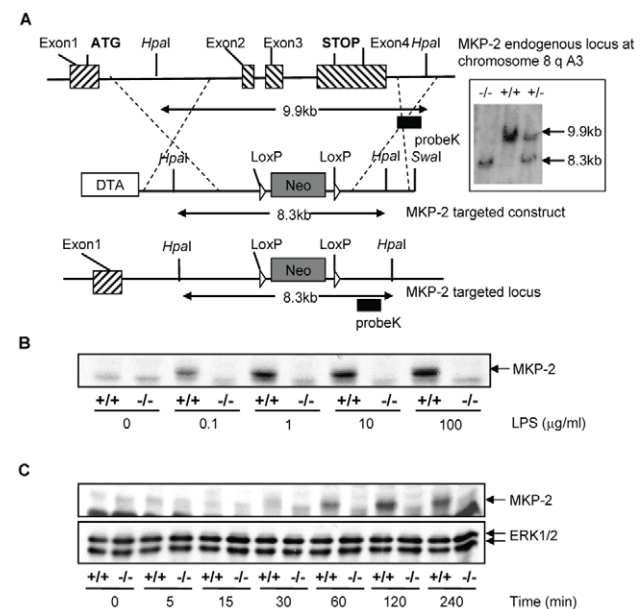 A
Exon1 ATG HpaI Exon2 Exon3 STOP Exon4 HpaI
MKP-2 endogenous locus at
chromosome 8 q A3
-/- +/+ +/-
9.9kb
8.3kb
9.9kb
probeK
HpaI LoxP LoxP HpaI SwaI
DTA Neo
8.3kb
MKP-2 targeted construct
Exon1 HpaI LoxP LoxP HpaI
Neo
8.3kb
MKP-2 targeted locus
probeK
B
MKP-2
+/+ -/- +/+ -/- +/+ -/- +/+ -/- +/+ -/-
0 0.1 1 10 100 LPS (µg/ml)
C
MKP-2
ERK1/2
+/+ -/- +/+ -/- +/+ -/- +/+ -/- +/+ -/- +/+ -/- +/+ -/-
0 5 15 30 60 120 240 Time (min)